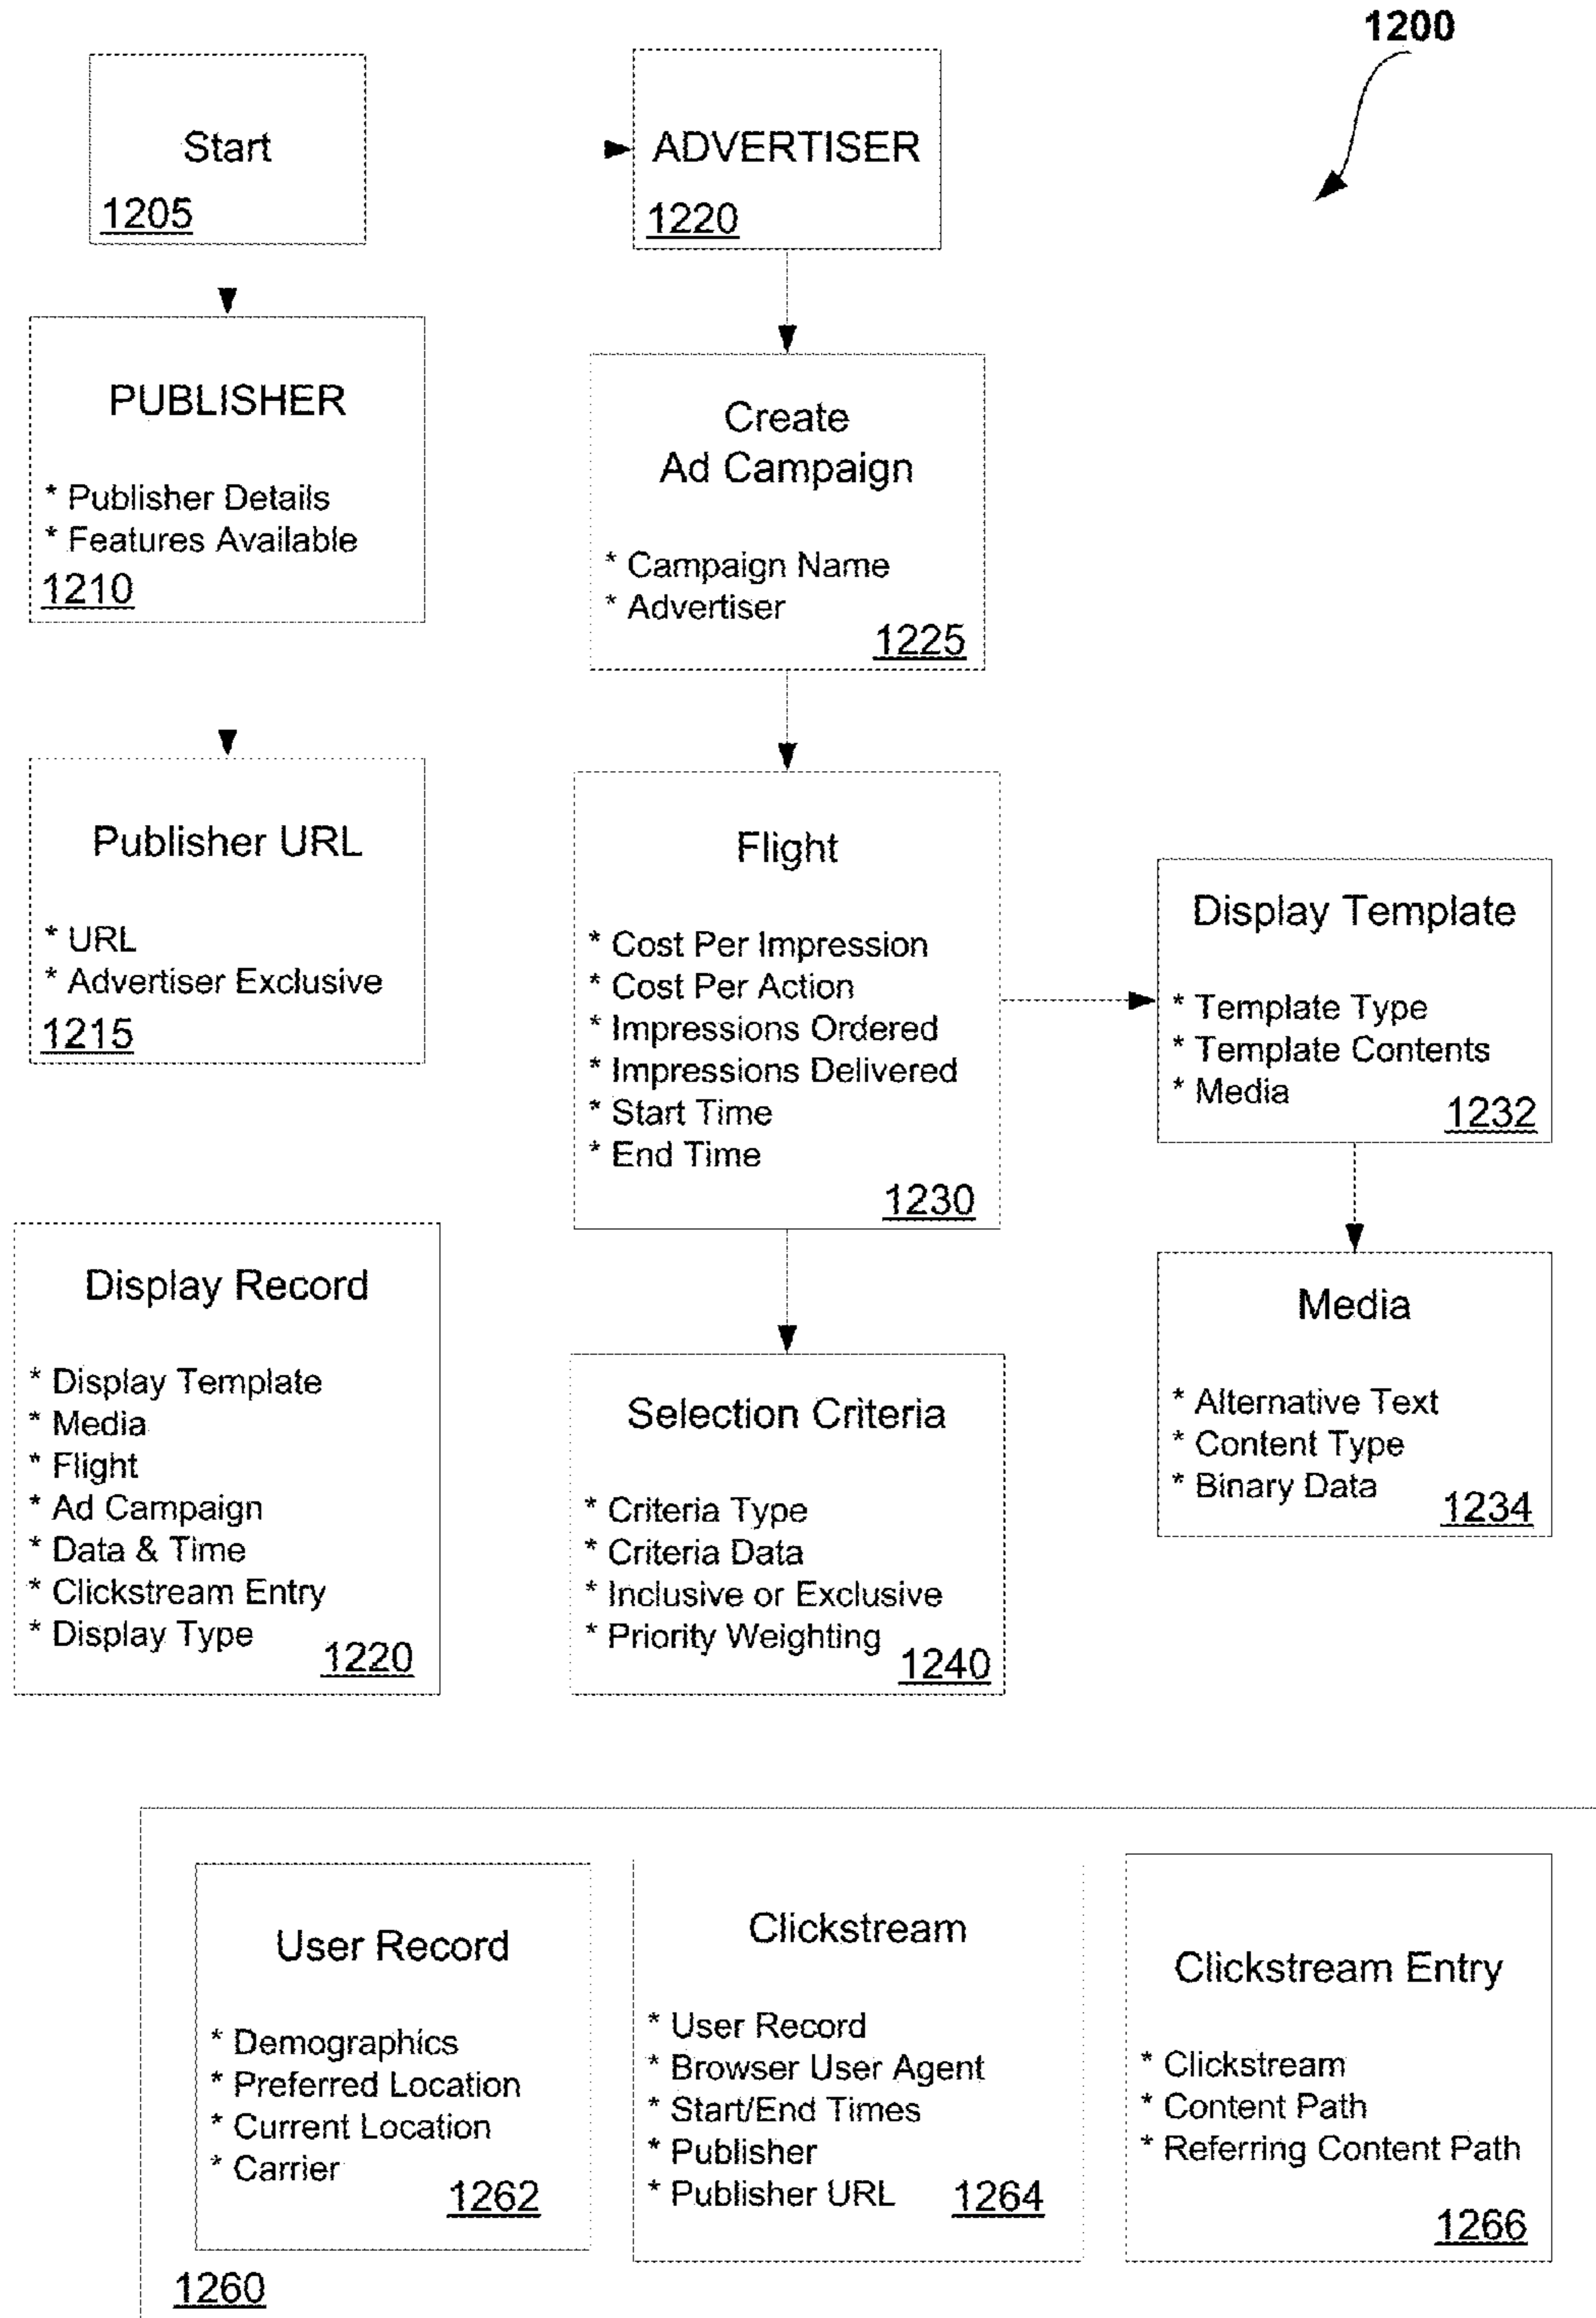 1200
Start
1205
ADVERTISER
1220
PUBLISHER
* Publisher Details
* Features Available
1210
Create
Ad Campaign
* Campaign Name
* Advertiser
1225
Publisher URL
* URL
* Advertiser Exclusive
1215
Flight
* Cost Per Impression
* Cost Per Action
* Impressions Ordered
* Impressions Delivered
* Start Time
* End Time
1230
Display Template
* Template Type
* Template Contents
* Media
1232
Display Record
* Display Template
* Media
* Flight
* Ad Campaign
* Data & Time
* Clickstream Entry
* Display Type
1220
Selection Criteria
* Criteria Type
* Criteria Data
* Inclusive or Exclusive
* Priority Weighting
1240
Media
* Alternative Text
* Content Type
* Binary Data
1234
User Record
* Demographics
* Preferred Location
* Current Location
* Carrier
1262
Clickstream
* User Record
* Browser User Agent
* Start/End Times
* Publisher
* Publisher URL
1264
Clickstream Entry
* Clickstream
* Content Path
* Referring Content Path
1266
1260